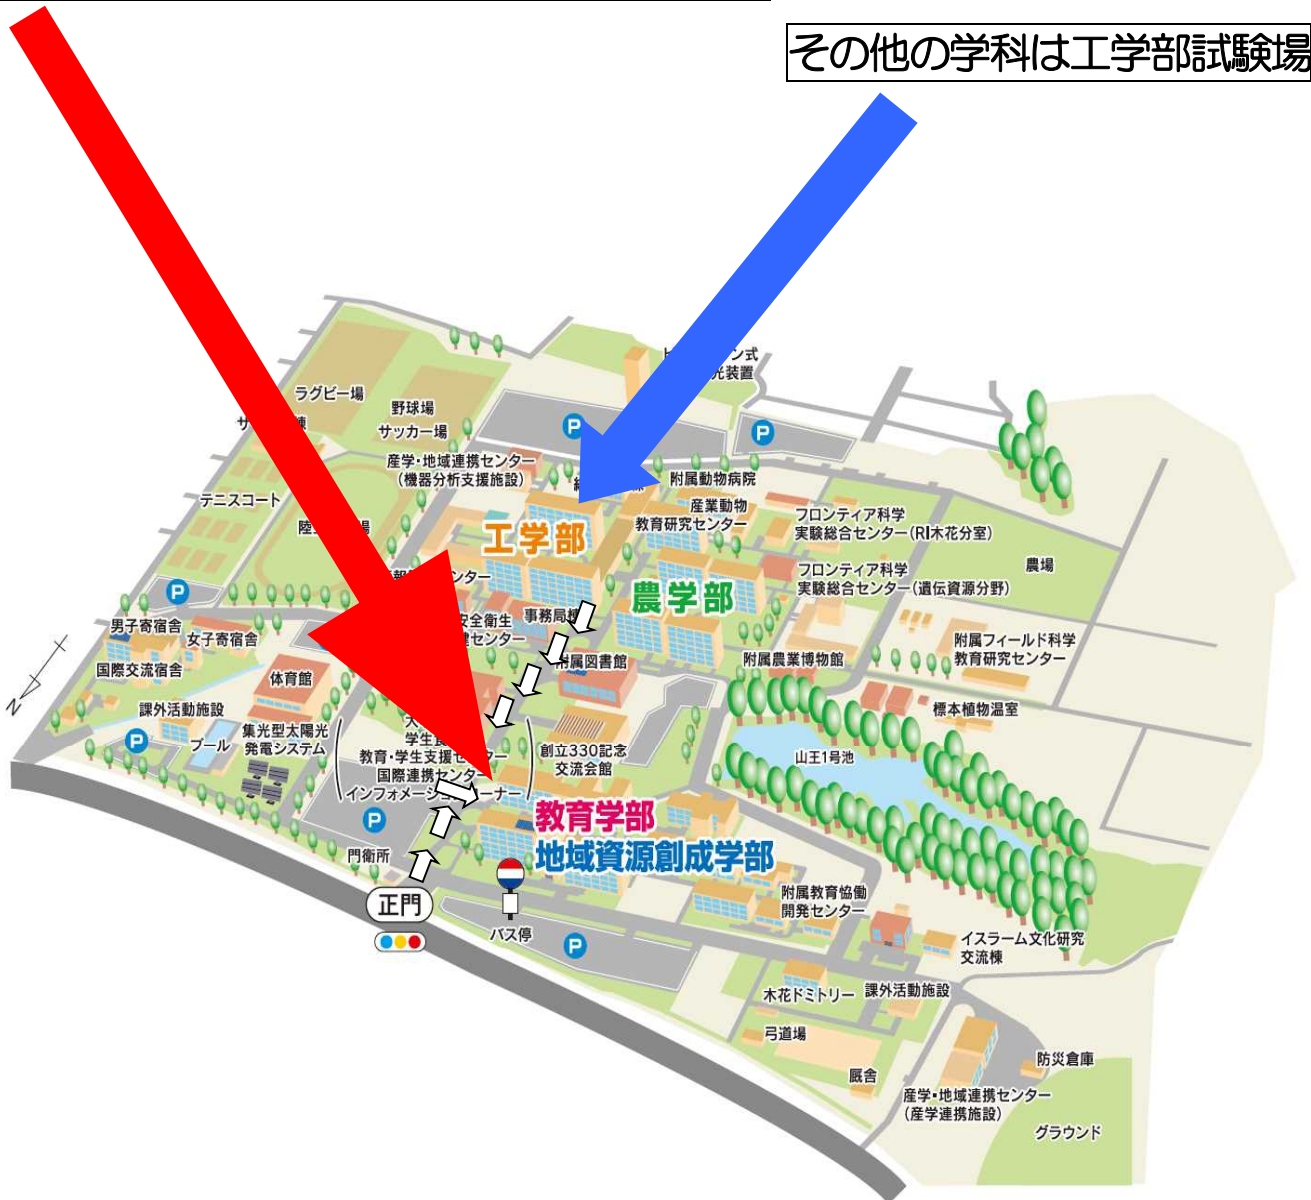 その他の学科は工学部試験場
ラグビー場
野球場
サッカー場
産学・地域連携センター
(機器分析支援施設)
附属動物病院
産業動物
教育研究センター
テニスコート
工学部
フロンティア科学
実験総合センター(RI木花分室)
農場
フロンティア科学
実験総合センター(遺伝資源分野)
農学部
男子寄宿舎
女子寄宿舎
事務局棟
安全衛生
附属図書館
附属農業博物館
附属フィールド科学
教育研究センター
国際交流宿舎
体育館
N
課外活動施設
プール
集光型太陽光
発電システム
標本植物温室
教育・学生支援センター
国際連携センター
創立330記念
交流会館
山王1号池
教育学部
地域資源創成学部
門衛所
正門
バス停
附属教育協働
開発センター
イスラーム文化研究
交流棟
木花ドミトリー
課外活動施設
弓道場
厩舎
防災倉庫
産学・地域連携センター
(産学連携施設)
グラウンド
P
P
P
P
P
P